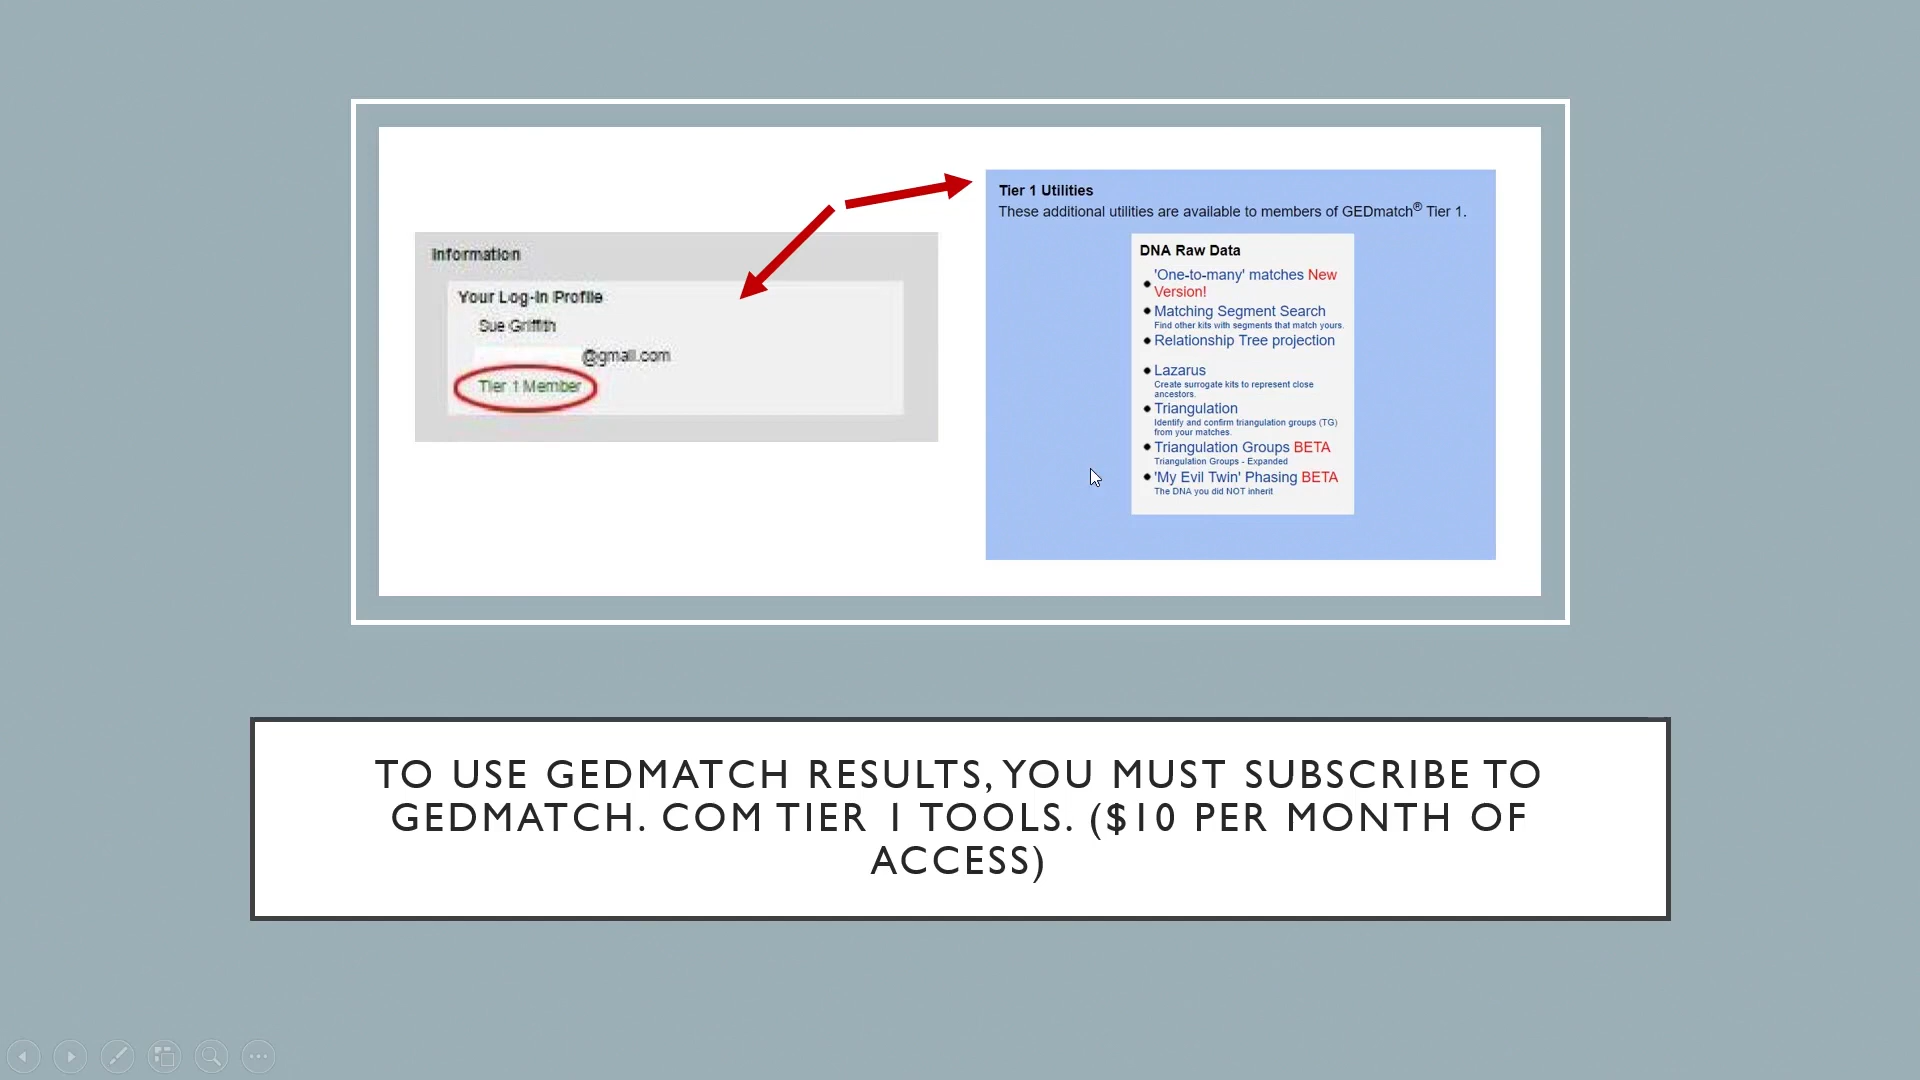 Information
Your Log-In Profile
Sue Griffith
@gmail.com
Tier 1 Member
Tier 1 Utilities
These additional utilities are available to members of GEDmatch® Tier 1.
DNA Raw Data
'One-to-many' matches New
Version!
Matching Segment Search
Find other kits with segments that match yours.
Relationship Tree projection
Lazarus
Create surrogate kits to represent close
ancestors.
Triangulation
Identify and confirm triangulation groups (TG)
from your matches.
Triangulation Groups BETA
Triangulation Groups - Expanded
'My Evil Twin' Phasing BETA
The DNA you did NOT inherit
TO USE GEDMATCH RESULTS, YOU MUST SUBSCRIBE TO
GEDMATCH. COM TIER 1 TOOLS. ($10 PER MONTH OF
ACCESS)